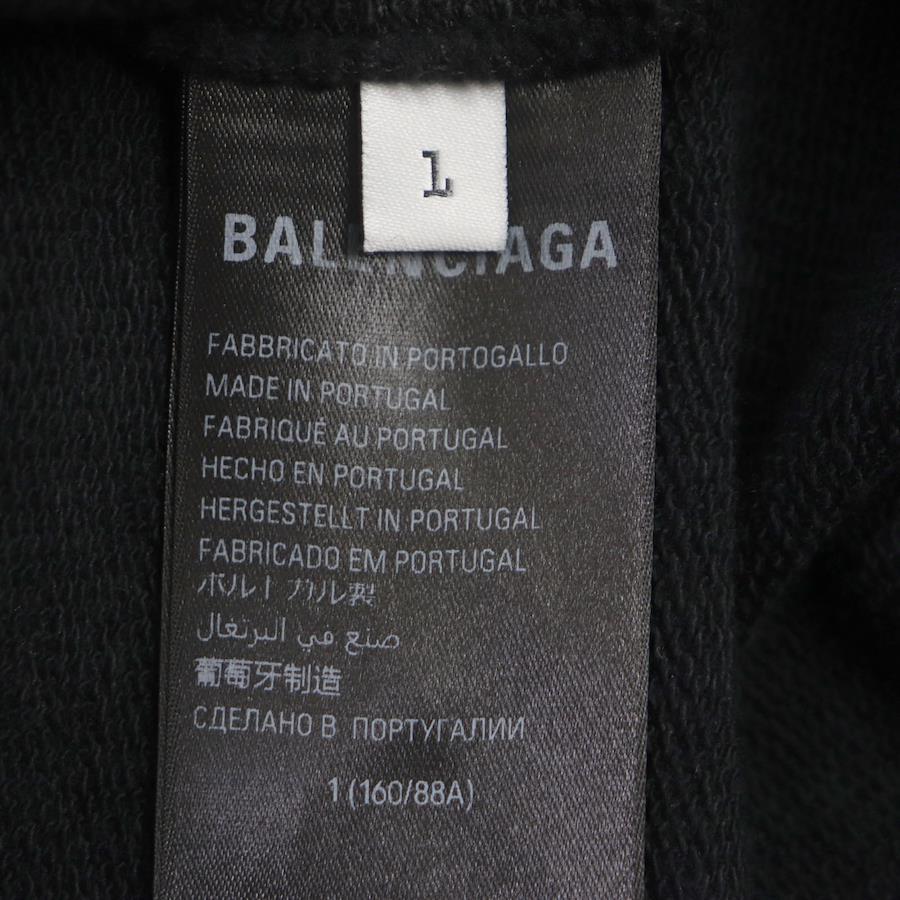 1
BALENCIAGA
FABBRICATO IN PORTOGALLO
MADE IN PORTUGAL
FABRIQUÉ AU PORTUGAL
HECHO EN PORTUGAL
HERGESTELLT IN PORTUGAL
FABRICADO EM PORTUGAL
ポルトガル製
صنع في البرتغال
葡萄牙制造
СДЕЛАНО В ПОРТУГАЛИИ
1 (160/88A)